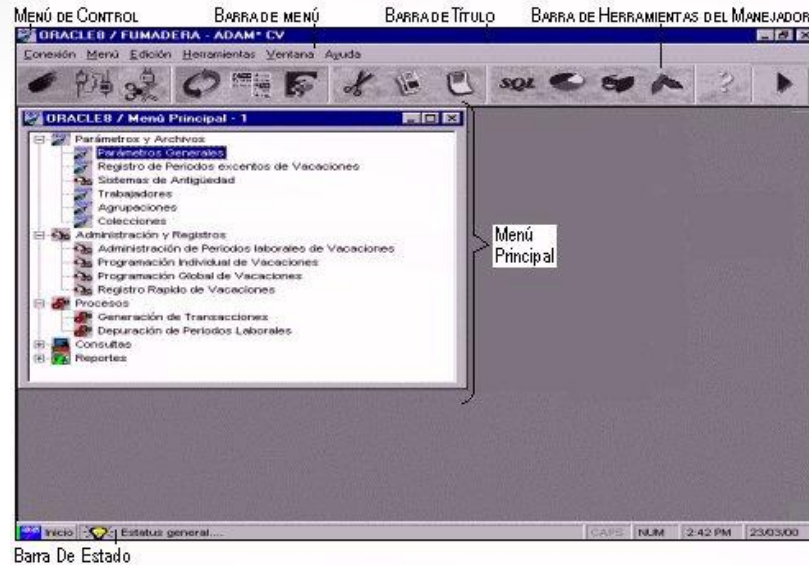 MENÚ DE CONTROL BARRA DE MENÚ BARRA DE TÍTULO BARRA DE HERRAMIENTAS DEL MANEJADOR
ORACLE8 / FUMADERA - ADAM* CV
Conexión Menú Edición Herramientas Ventana Ayuda
SQL ?
ORACLE8 / Menú Principal - 1
Parámetros y Archivos
Parámetros Generales
Registro de Periodos excentos de Vacaciones
Sistemas de Antigüedad
Trabajadores
Agrupaciones
Colecciones
Administración y Registros
Administración de Periodos laborales de Vacaciones
Programación Individual de Vacaciones
Programación Global de Vacaciones
Registro Rapido de Vacaciones
Procesos
Generación de Transacciones
Depuración de Periodos Laborales
Consultas
Reportes
Menú
Principal
Inicio Estatus general.... CAPS NUM 2:42 PM 23/03/00
Barra De Estado